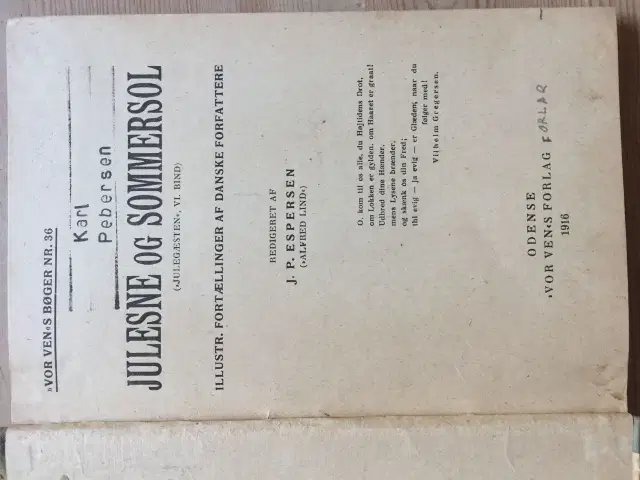 »VOR VEN«S BØGER NR. 36
Karl
Pebersen
JULESNE OG SOMMERSOL
(»JULEGÆSTEN«, VI. BIND)
ILLUSTR. FORTÆLLINGER AF DANSKE FORFATTERE
REDIGERET AF
J. P. ESPERSEN
(»ALFRED LIND«)
O, kom til os alle, du Højtidens Drot,
om Lokken er gylden, om Haaret er graat!
Udbred dine Hænder,
mens Lysene brænder,
og skænk os din Fred;
thi evig — ja evig — er Glæden, naar du
følger med!
Vilhelm Gregersen.
ODENSE
»VOR VEN«S FORLAG FORLAG
1916